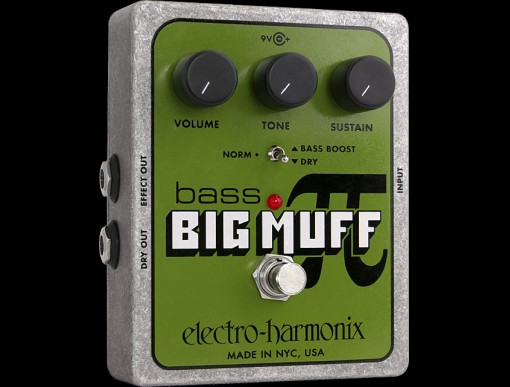 9V +
VOLUME TONE SUSTAIN
NORM • ▲ BASS BOOST
▼ DRY
EFFECT OUT
DRY OUT
INPUT
bass
BIG MUFF
π
electro-harmonix
MADE IN NYC, USA